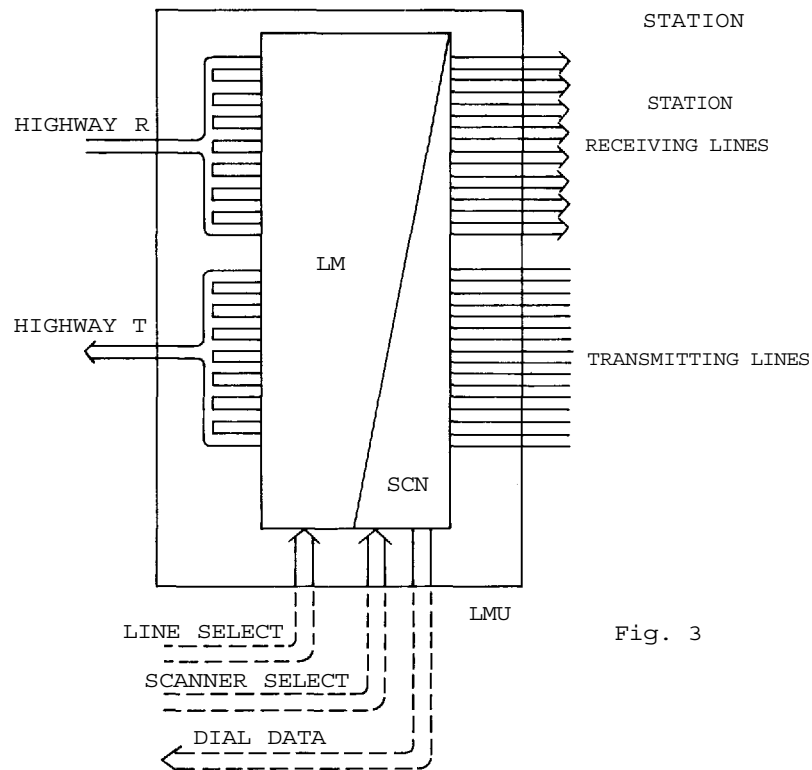 STATION
STATION
HIGHWAY R
RECEIVING LINES
LM
HIGHWAY T
TRANSMITTING LINES
SCN
LMU
LINE SELECT
Fig. 3
SCANNER SELECT
DIAL DATA